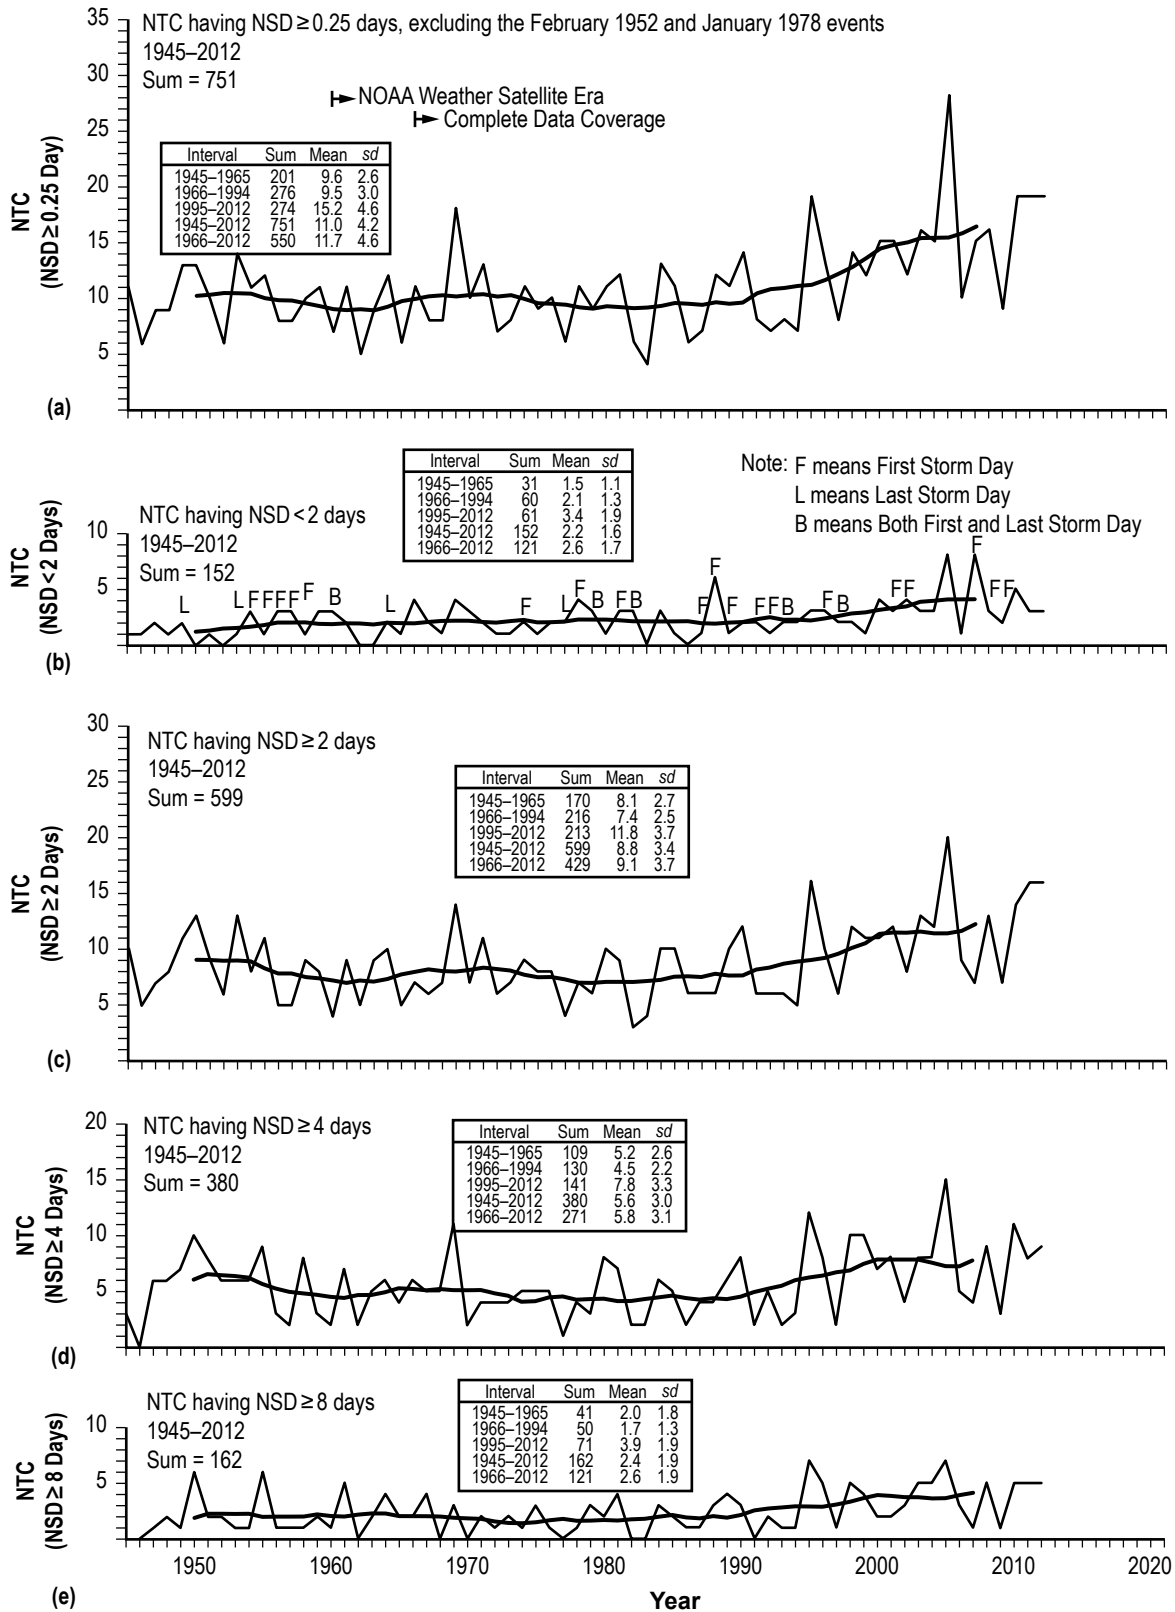 NTC having NSD ≥ 0.25 days, excluding the February 1952 and January 1978 events
1945–2012
Sum = 751
NOAA Weather Satellite Era
Complete Data Coverage
Interval Sum Mean sd
1945–1965 201 9.6 2.6
1966–1994 276 9.5 3.0
1995–2012 274 15.2 4.6
1945–2012 751 11.0 4.2
1966–2012 550 11.7 4.6
35
30
25
20
15
10
5
NTC
(NSD ≥ 0.25 Day)
(a)
Interval Sum Mean sd
1945–1965 31 1.5 1.1
1966–1994 60 2.1 1.3
1995–2012 61 3.4 1.9
1945–2012 152 2.2 1.6
1966–2012 121 2.6 1.7
Note: F means First Storm Day
L means Last Storm Day
B means Both First and Last Storm Day
NTC having NSD < 2 days
1945–2012
Sum = 152
10
5
NTC
(NSD < 2 Days)
L L F F F F F B L F L F B F B F F F F F B F B F F F F F
(b)
NTC having NSD ≥ 2 days
1945–2012
Sum = 599
Interval Sum Mean sd
1945–1965 170 8.1 2.7
1966–1994 216 7.4 2.5
1995–2012 213 11.8 3.7
1945–2012 599 8.8 3.4
1966–2012 429 9.1 3.7
30
25
20
15
10
5
NTC
(NSD ≥ 2 Days)
(c)
NTC having NSD ≥ 4 days
1945–2012
Sum = 380
Interval Sum Mean sd
1945–1965 109 5.2 2.6
1966–1994 130 4.5 2.2
1995–2012 141 7.8 3.3
1945–2012 380 5.6 3.0
1966–2012 271 5.8 3.1
20
15
10
5
NTC
(NSD ≥ 4 Days)
(d)
NTC having NSD ≥ 8 days
1945–2012
Sum = 162
Interval Sum Mean sd
1945–1965 41 2.0 1.8
1966–1994 50 1.7 1.3
1995–2012 71 3.9 1.9
1945–2012 162 2.4 1.9
1966–2012 121 2.6 1.9
10
5
NTC
(NSD ≥ 8 Days)
1950 1960 1970 1980 1990 2000 2010 2020
(e)
Year